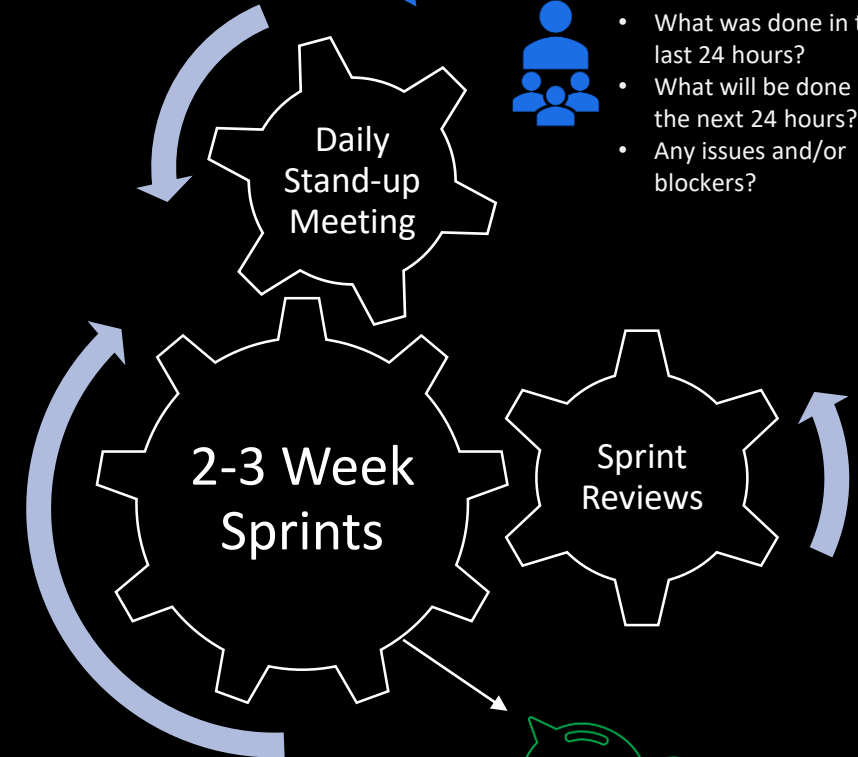 • What was done in
last 24 hours?
• What will be done
the next 24 hours?
• Any issues and/or
blockers?
Daily
Stand-up
Meeting
2-3 Week
Sprints
Sprint
Reviews